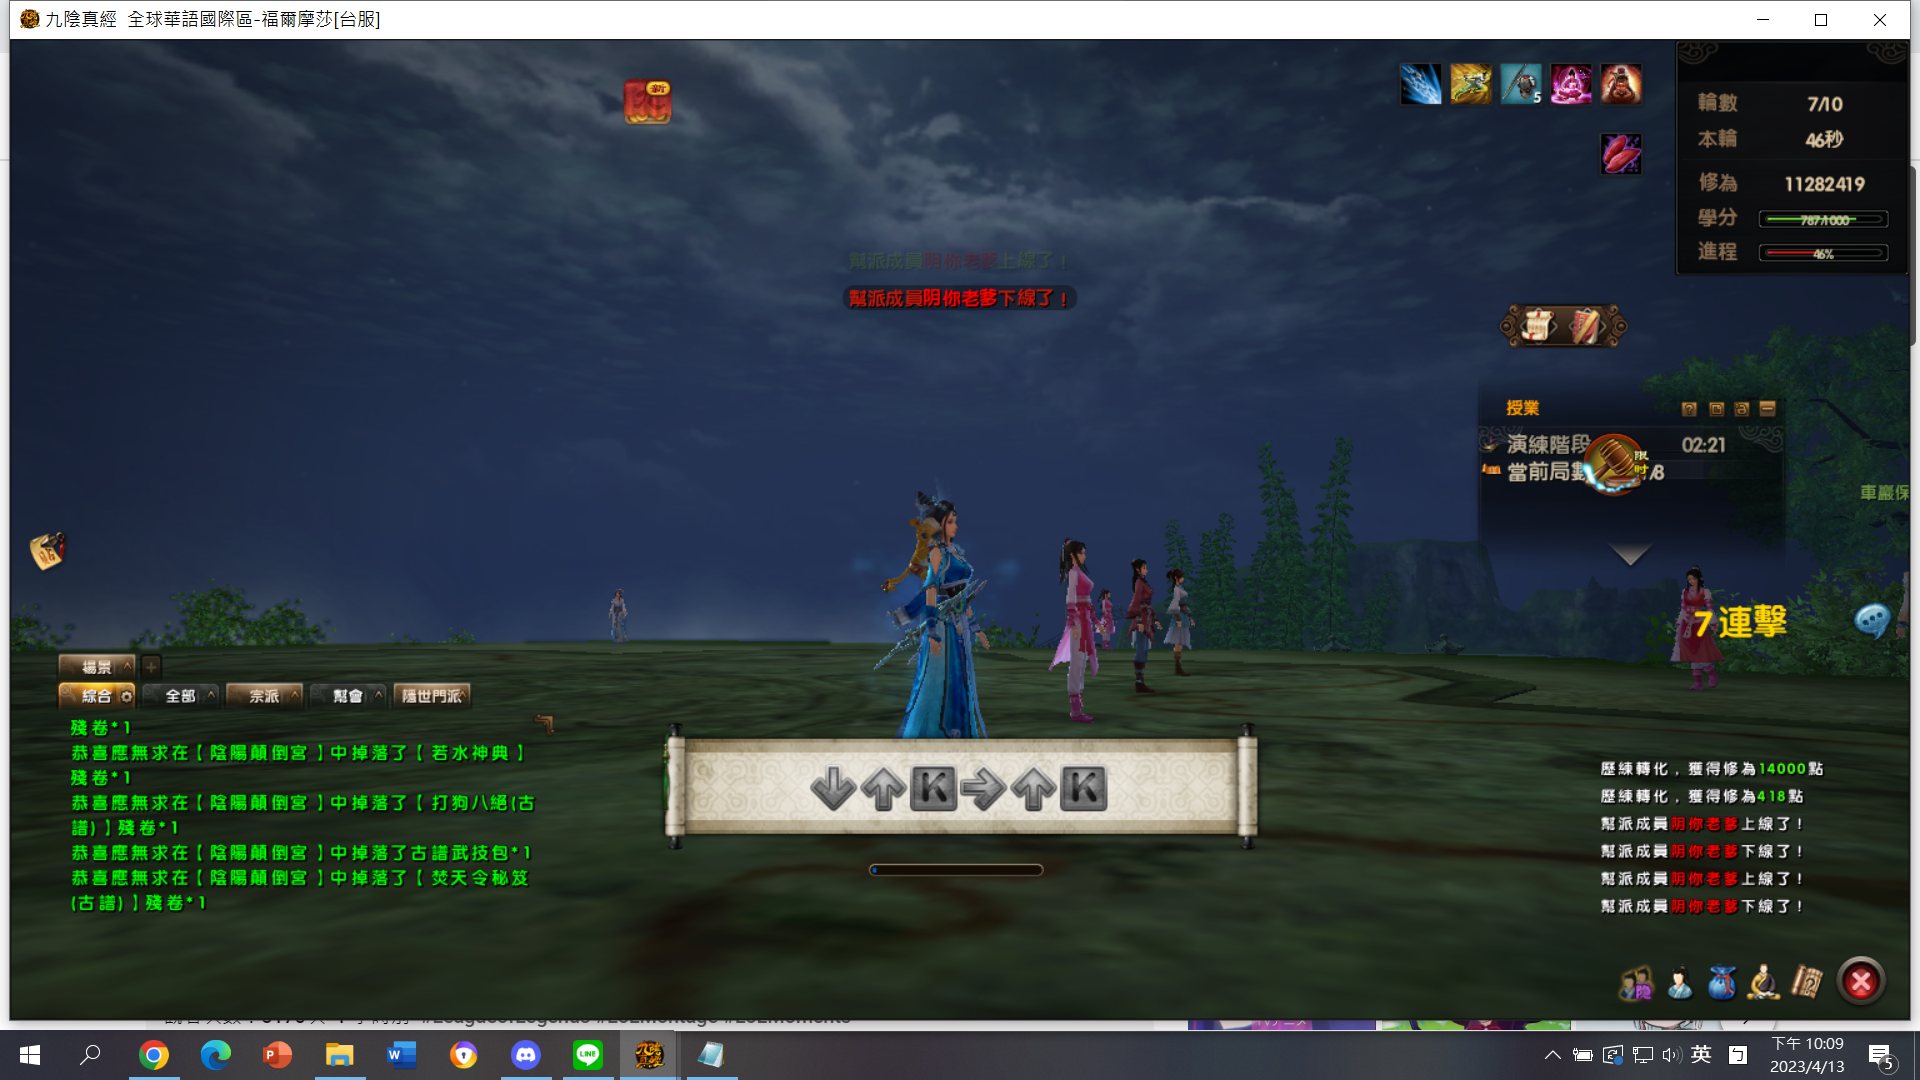 九陰真經 全球華語國際區-福爾摩莎[台服]
新
5
輪數 7/10
本輪 46秒
修為 11282419
學分 787/1000
進程 46%
幫派成員阴你老爹上線了！
幫派成員阴你老爹下線了！
授業
演練階段 02:21
當前局數 /8
限時
車巖保
7 連擊
場景
綜合 全部 宗派 幫會 隱世門派
殘卷*1
恭喜應無求在【陰陽顛倒宮】中掉落了【若水神典】
殘卷*1
恭喜應無求在【陰陽顛倒宮】中掉落了【打狗八絕(古
譜)】殘卷*1
恭喜應無求在【陰陽顛倒宮】中掉落了古譜武技包*1
恭喜應無求在【陰陽顛倒宮】中掉落了【焚天令秘笈
(古譜)】殘卷*1
K K
歷練轉化，獲得修為14000點
歷練轉化，獲得修為418點
幫派成員阴你老爹上線了！
幫派成員阴你老爹下線了！
幫派成員阴你老爹上線了！
幫派成員阴你老爹下線了！
英
下午 10:09
2023/4/13
5